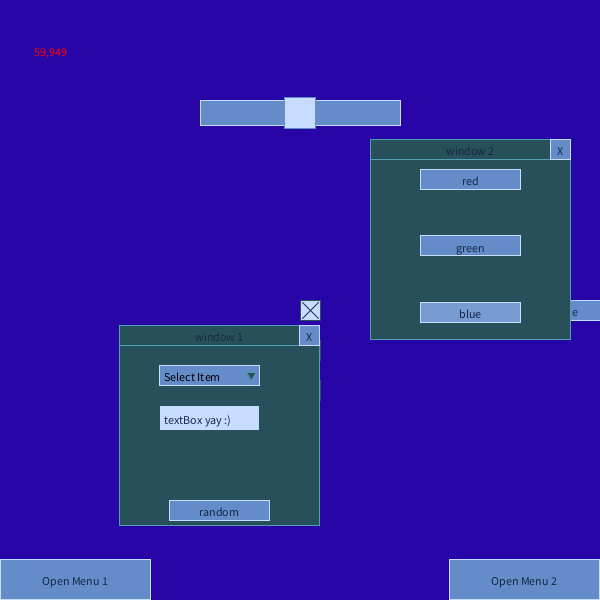 59,949
window 2
X
red
green
blue
e
window 1
X
Select Item
textBox yay :)
random
Open Menu 1
Open Menu 2